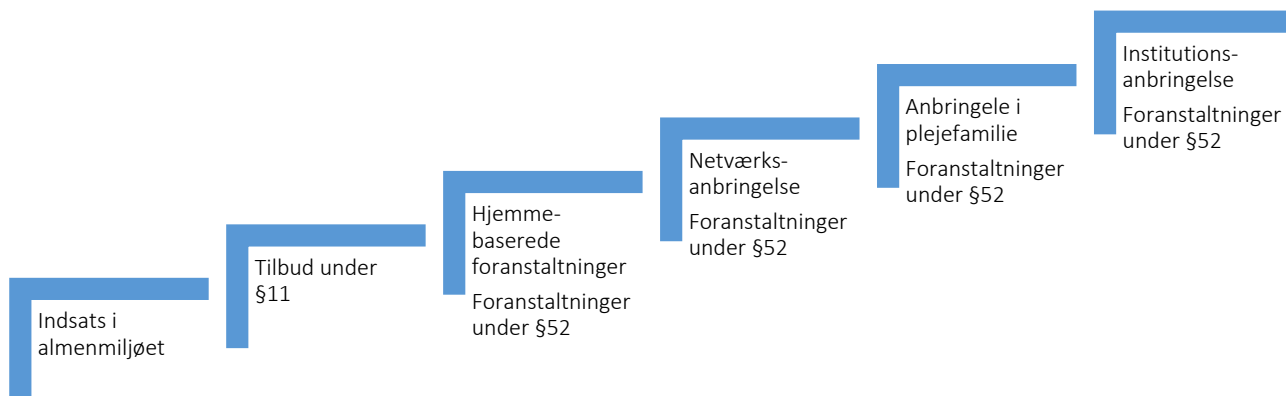 Indsats i
almenmiljøet
Tilbud under
§11
Hjemme-
baserede
foranstaltninger
Foranstaltninger
under §52
Netværks-
anbringelse
Foranstaltninger
under §52
Anbringele i
plejefamilie
Foranstaltninger
under §52
Institutions-
anbringelse
Foranstaltninger
under §52